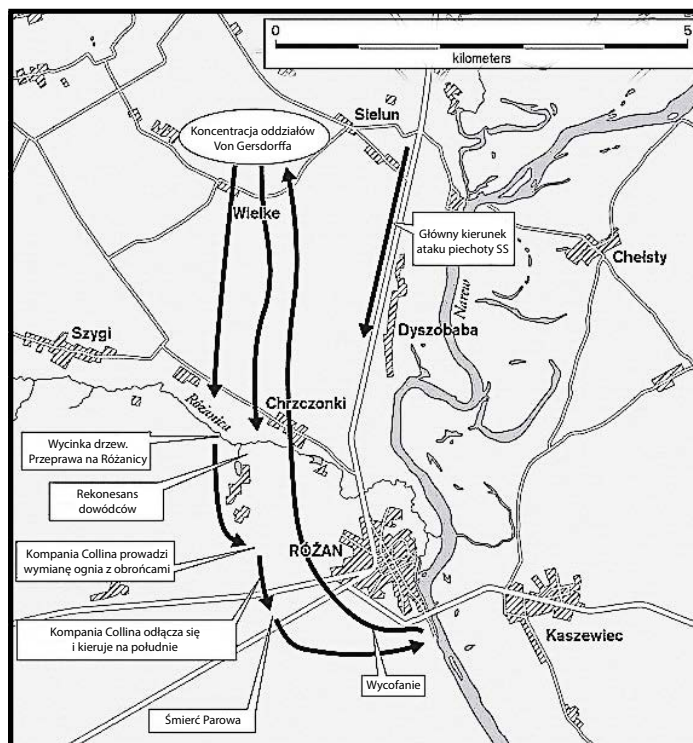 0 5
kilometers
Koncentracja oddziałów
Von Gersdorffa
Sielun
Wielke
Główny kierunek
ataku piechoty SS
Narew
Chełsty
Dyszobaba
Szygi
Różanica
Chrzczonki
Wycinka drzew.
Przeprawa na Różanicy
Rekonesans
dowódców
Kompania Collina prowadzi
wymianę ognia z obrońcami
RÓŻAN
Kompania Collina odłącza się
i kieruje na południe
Kaszewiec
Wycofanie
Śmierć Parowa